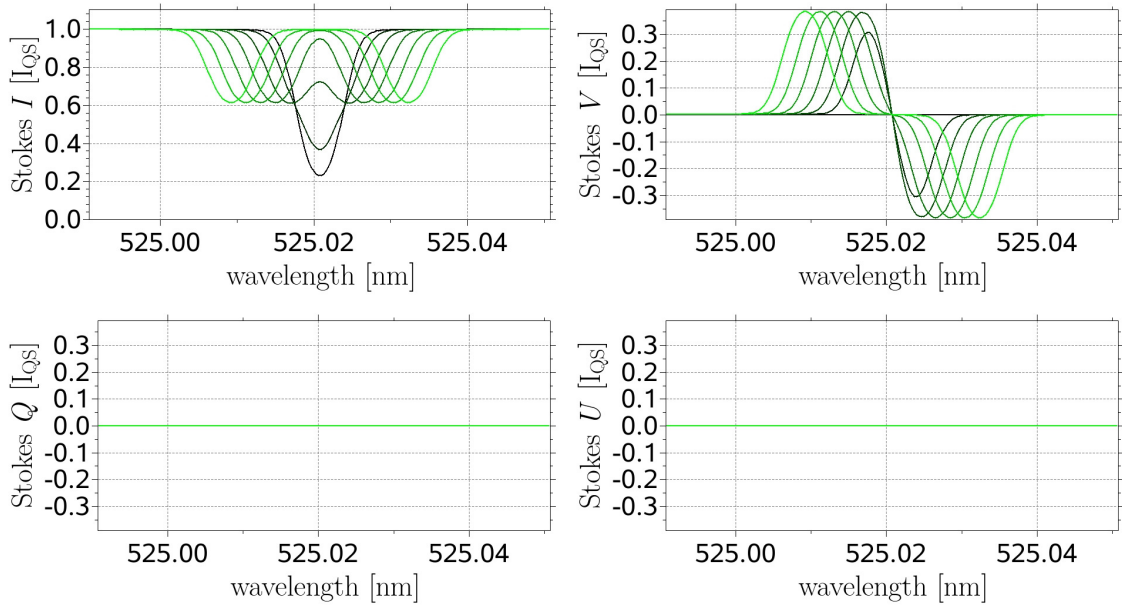 1.0
0.8
0.6
0.4
0.2
0.0
Stokes I [I_QS]
525.00 525.02 525.04
wavelength [nm]
0.3
0.2
0.1
0.0
-0.1
-0.2
-0.3
Stokes V [I_QS]
525.00 525.02 525.04
wavelength [nm]
0.3
0.2
0.1
0.0
-0.1
-0.2
-0.3
Stokes Q [I_QS]
525.00 525.02 525.04
wavelength [nm]
0.3
0.2
0.1
0.0
-0.1
-0.2
-0.3
Stokes U [I_QS]
525.00 525.02 525.04
wavelength [nm]